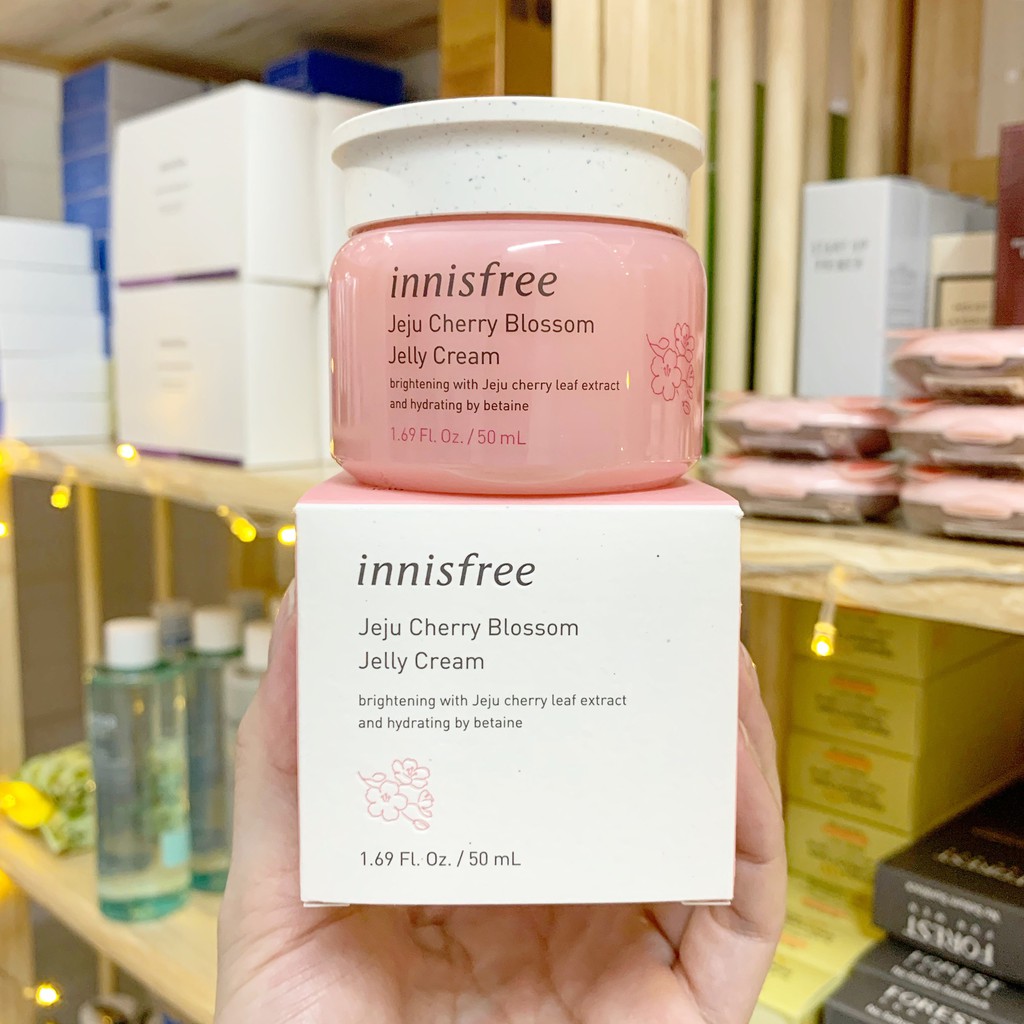 innisfree
Jeju Cherry Blossom
Jelly Cream
brightening with Jeju cherry leaf extract
and hydrating by betaine
1.69 Fl. Oz. / 50 mL
innisfree
Jeju Cherry Blossom
Jelly Cream
brightening with Jeju cherry leaf extract
and hydrating by betaine
1.69 Fl. Oz. / 50 mL
FOREST
FOREST